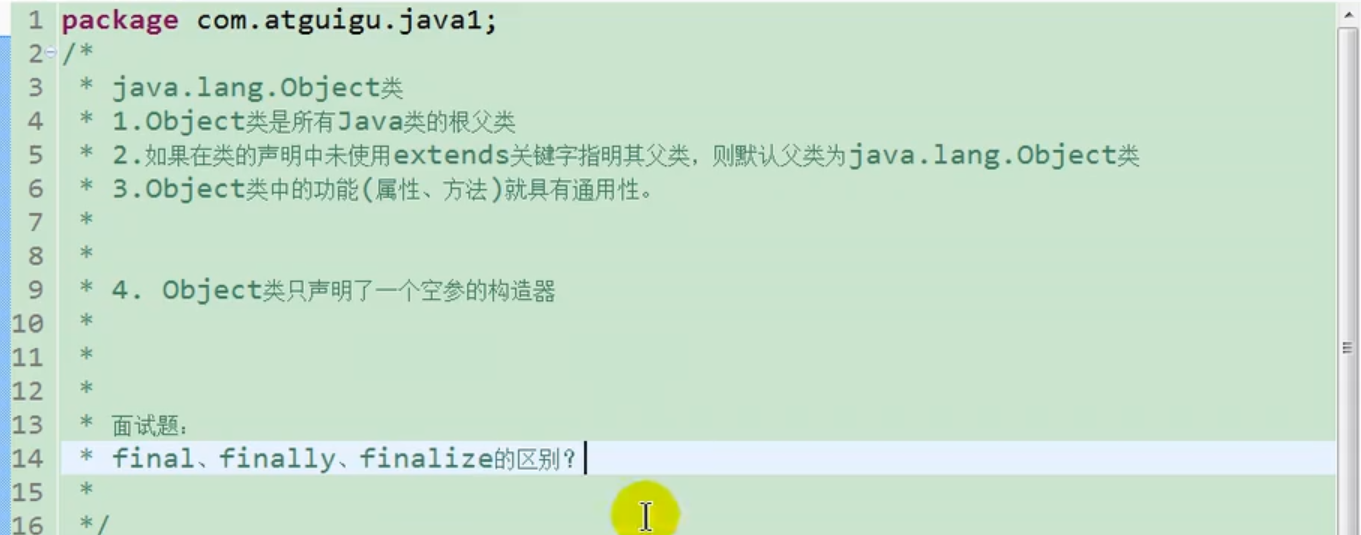 1 package com.atguigu.java1;
2 /*
3  * java.lang.Object类
4  * 1.Object类是所有Java类的根父类
5  * 2.如果在类的声明中未使用extends关键字指明其父类，则默认父类为java.lang.Object类
6  * 3.Object类中的功能(属性、方法)就具有通用性。
7  *
8  *
9  * 4. Object类只声明了一个空参的构造器
10  *
11  *
12  *
13  * 面试题：
14  * final、finally、finalize的区别？
15  *
16  */